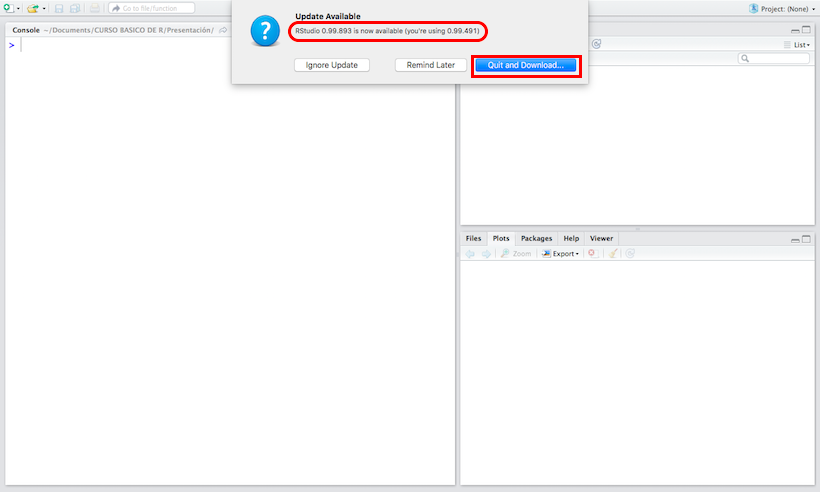 Update Available
RStudio 0.99.893 is now available (you're using 0.99.491)
Ignore Update
Remind Later
Quit and Download...
Go to file/function
Project: (None)
Console ~/Documents/CURSO BASICO DE R/Presentación/
>
List
Files
Plots
Packages
Help
Viewer
Zoom
Export